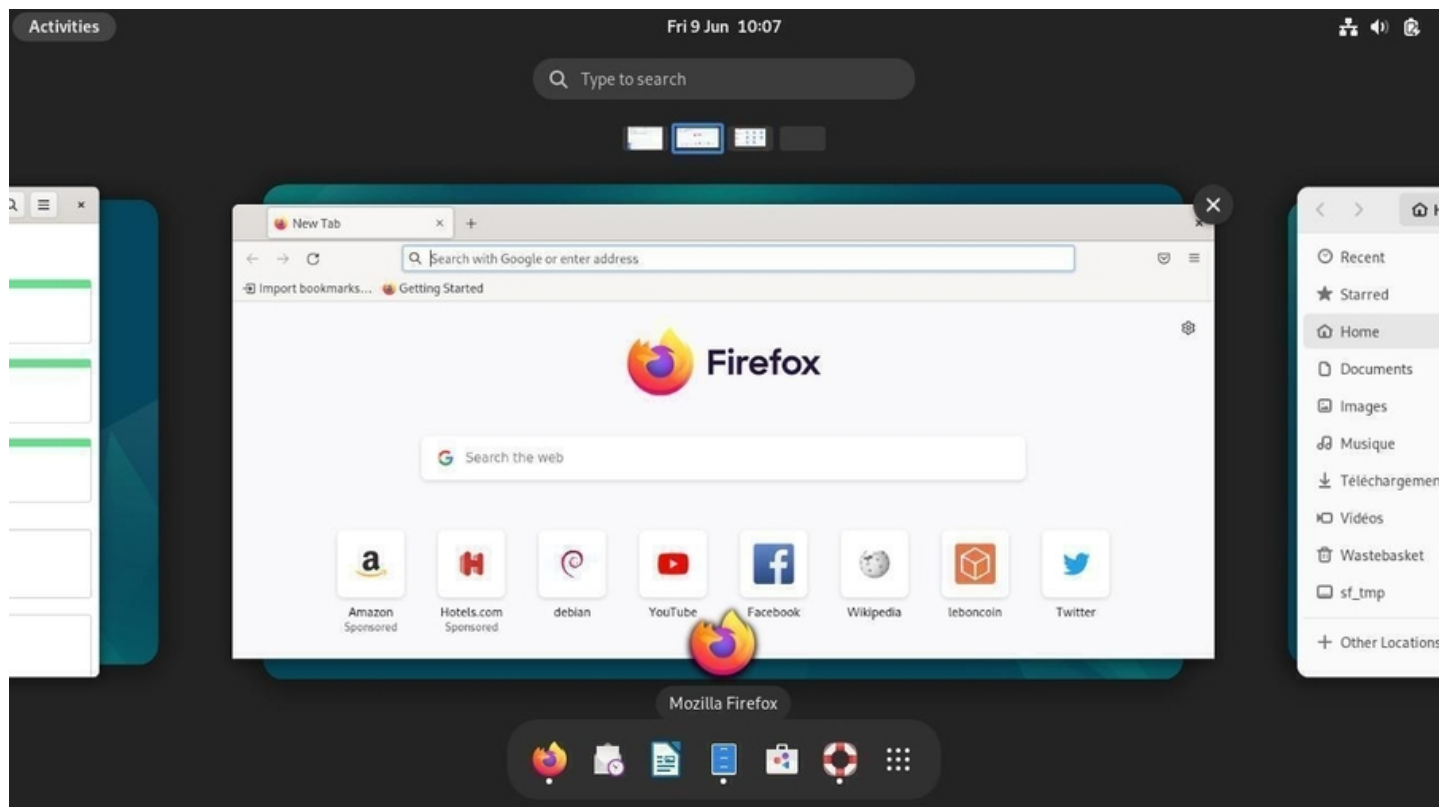 Activities
Fri 9 Jun 10:07
Type to search
New Tab
Search with Google or enter address
Import bookmarks...
Getting Started
Firefox
Search the web
a
Amazon
Sponsored
H
Hotels.com
Sponsored
debian
YouTube
f
Facebook
Wikipedia
leboncoin
Twitter
Recent
Starred
Home
Documents
Images
Musique
Téléchargemen
Vidéos
Wastebasket
sf_tmp
Other Locations
Mozilla Firefox